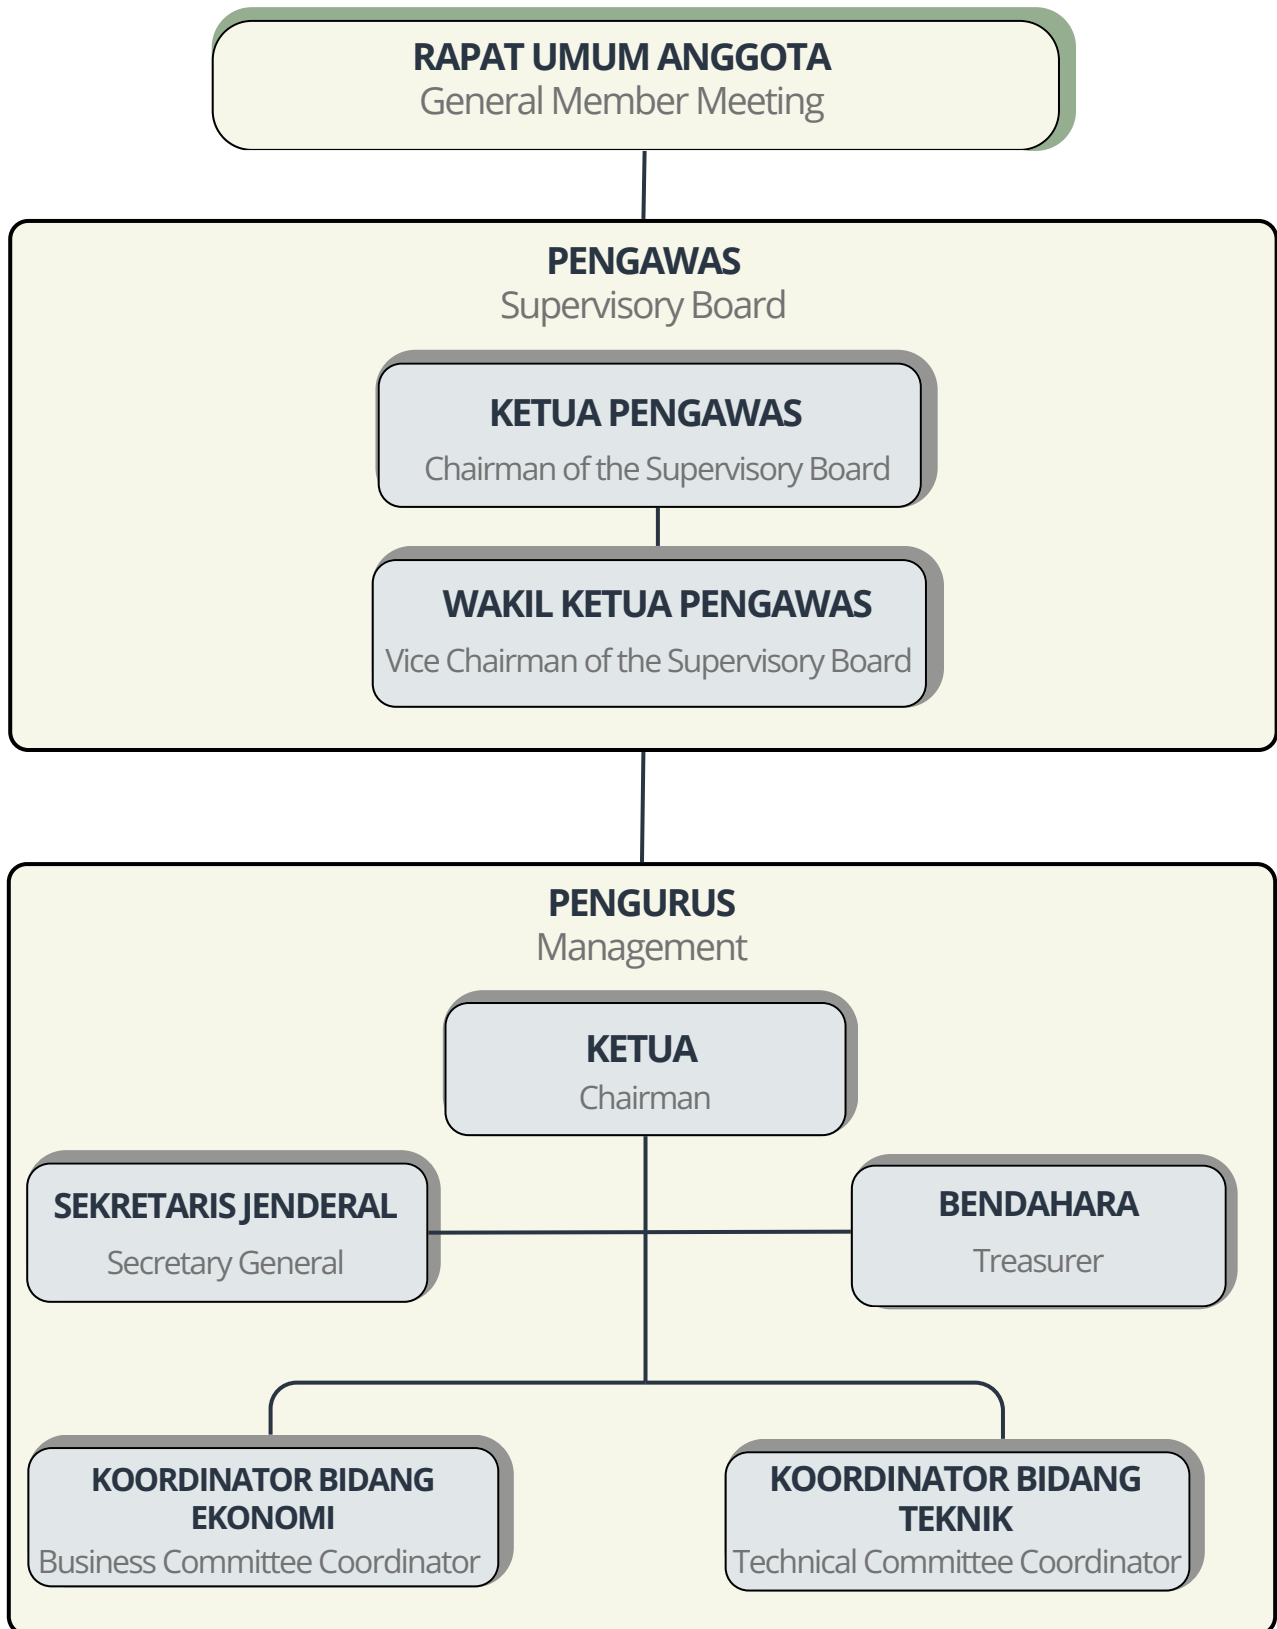 RAPAT UMUM ANGGOTA
General Member Meeting
PENGAWAS
Supervisory Board
KETUA PENGAWAS
Chairman of the Supervisory Board
WAKIL KETUA PENGAWAS
Vice Chairman of the Supervisory Board
PENGURUS
Management
KETUA
Chairman
SEKRETARIS JENDERAL
Secretary General
BENDAHARA
Treasurer
KOORDINATOR BIDANG
EKONOMI
Business Committee Coordinator
KOORDINATOR BIDANG
TEKNIK
Technical Committee Coordinator